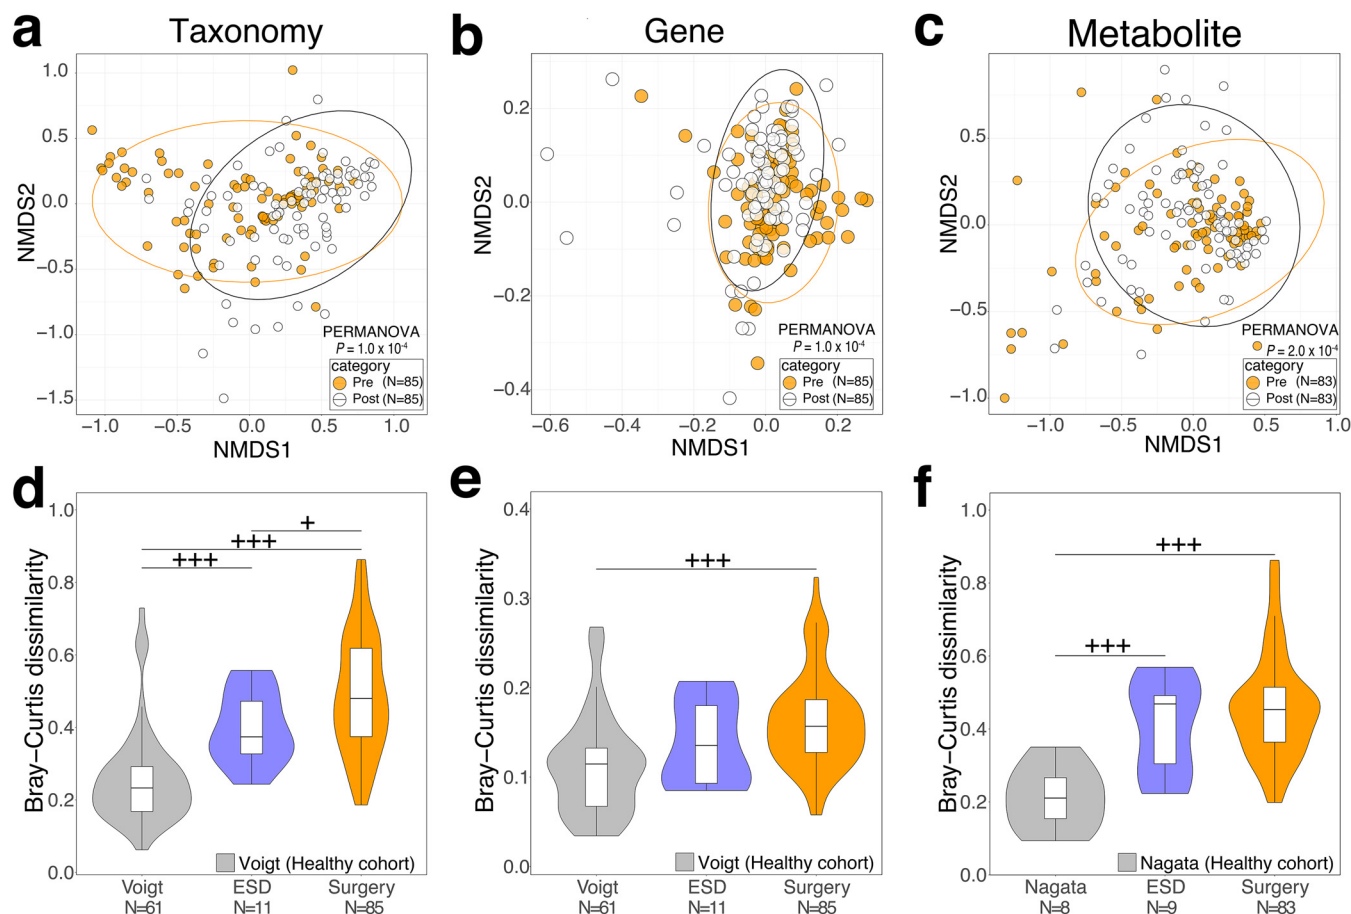 a Taxonomy
NMDS2
1.0
0.5
0.0
−0.5
−1.0
−1.5
PERMANOVA
P = 1.0 x 10-4
category
Pre (N=85)
Post (N=85)
−1.0 −0.5 0.0 0.5 1.0
NMDS1
b Gene
NMDS2
0.2
0.0
−0.2
−0.4
PERMANOVA
P = 1.0 x 10-4
category
Pre (N=85)
Post (N=85)
−0.6 −0.4 −0.2 0.0 0.2
NMDS1
c Metabolite
NMDS2
0.5
0.0
−0.5
−1.0
PERMANOVA
P = 2.0 x 10-4
category
Pre (N=83)
Post (N=83)
−1.0 −0.5 0.0 0.5 1.0
NMDS1
d
Bray−Curtis dissimilarity
1.0
0.8
0.6
0.4
0.2
0.0
+
+++
+++
Voigt (Healthy cohort)
Voigt ESD Surgery
N=61 N=11 N=85
e
Bray−Curtis dissimilarity
0.4
0.3
0.2
0.1
0.0
+++
Voigt (Healthy cohort)
Voigt ESD Surgery
N=61 N=11 N=85
f
Bray−Curtis dissimilarity
1.0
0.8
0.6
0.4
0.2
0.0
+++
+++
Nagata (Healthy cohort)
Nagata ESD Surgery
N=8 N=9 N=83